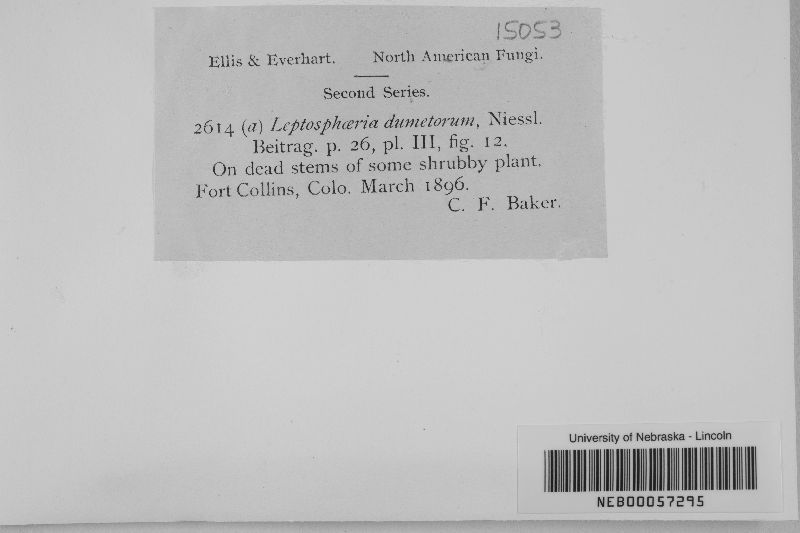 15053
Ellis & Everhart. North American Fungi.
Second Series.
2614 (a) Leptosphæria dumetorum, Niessl.
Beitrag. p. 26, pl. III, fig. 12.
On dead stems of some shrubby plant.
Fort Collins, Colo. March 1896.
C. F. Baker.
University of Nebraska - Lincoln
NEB00057295